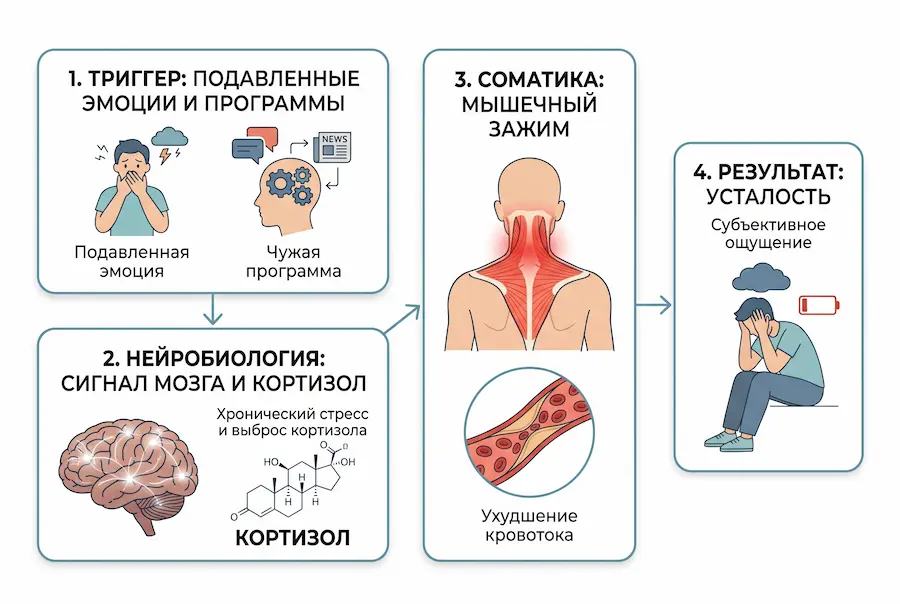 1. ТРИГГЕР: ПОДАВЛЕННЫЕ
ЭМОЦИИ И ПРОГРАММЫ
NEWS
Подавленная
эмоция
Чужая
программа
2. НЕЙРОБИОЛОГИЯ:
СИГНАЛ МОЗГА И КОРТИЗОЛ
Хронический стресс
и выброс кортизола
O
HO
OH
H
H
H
O
КОРТИЗОЛ
3. СОМАТИКА:
МЫШЕЧНЫЙ
ЗАЖИМ
Ухудшение
кровотока
4. РЕЗУЛЬТАТ:
УСТАЛОСТЬ
Субъективное
ощущение